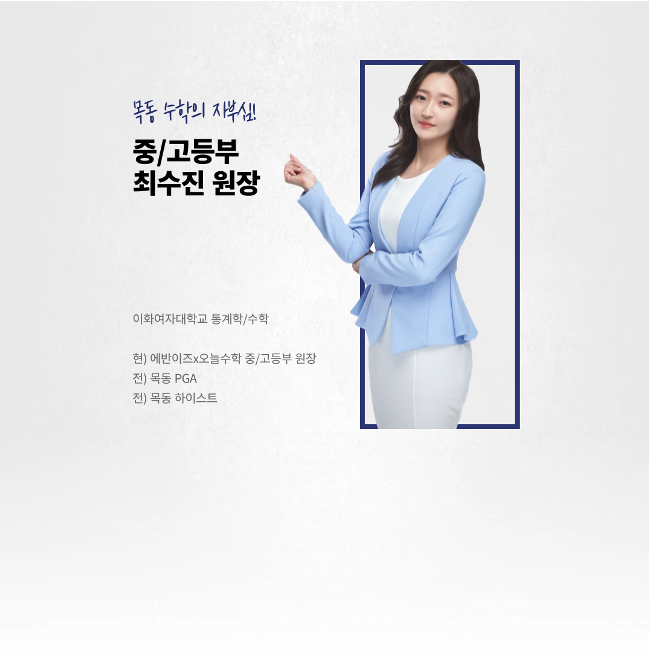 목동 수학의 자부심!
중/고등부
최수진 원장
이화여자대학교 통계학/수학
현) 에반이즈x오늘수학 중/고등부 원장
전) 목동 PGA
전) 목동 하이스트